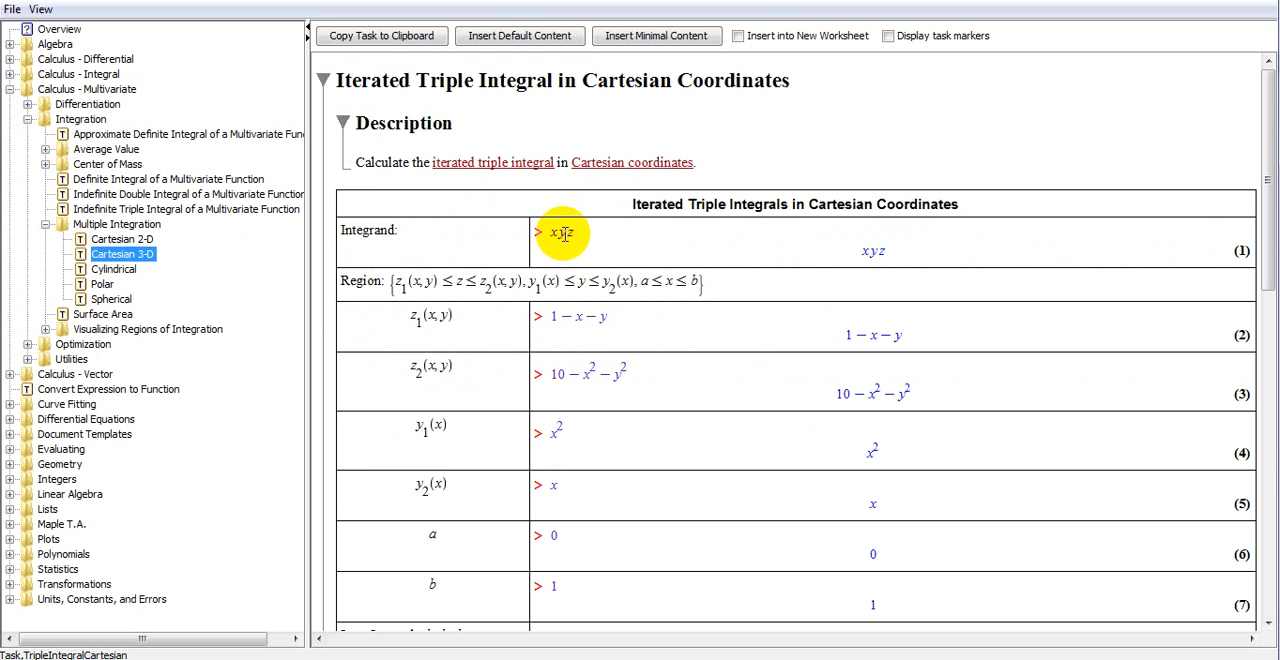 File View
Overview
Algebra
Calculus - Differential
Calculus - Integral
Calculus - Multivariate
Differentiation
Integration
Approximate Definite Integral of a Multivariate Fun
Average Value
Center of Mass
Definite Integral of a Multivariate Function
Indefinite Double Integral of a Multivariate Function
Indefinite Triple Integral of a Multivariate Function
Multiple Integration
Cartesian 2-D
Cartesian 3-D
Cylindrical
Polar
Spherical
Surface Area
Visualizing Regions of Integration
Optimization
Utilities
Calculus - Vector
Convert Expression to Function
Curve Fitting
Differential Equations
Document Templates
Evaluating
Geometry
Integers
Linear Algebra
Lists
Maple T.A.
Plots
Polynomials
Statistics
Transformations
Units, Constants, and Errors
Task,TripleIntegralCartesian
Copy Task to Clipboard Insert Default Content Insert Minimal Content Insert into New Worksheet Display task markers
Iterated Triple Integral in Cartesian Coordinates
Description
Calculate the iterated triple integral in Cartesian coordinates.
Iterated Triple Integrals in Cartesian Coordinates
Integrand: > xyz
xyz (1)
Region: {z₁(x, y) ≤ z ≤ z₂(x, y), y₁(x) ≤ y ≤ y₂(x), a ≤ x ≤ b}
z₁(x, y) > 1 − x − y
1 − x − y (2)
z₂(x, y) > 10 − x² − y²
10 − x² − y² (3)
y₁(x) > x²
x² (4)
y₂(x) > x
x (5)
a > 0
0 (6)
b > 1
1 (7)